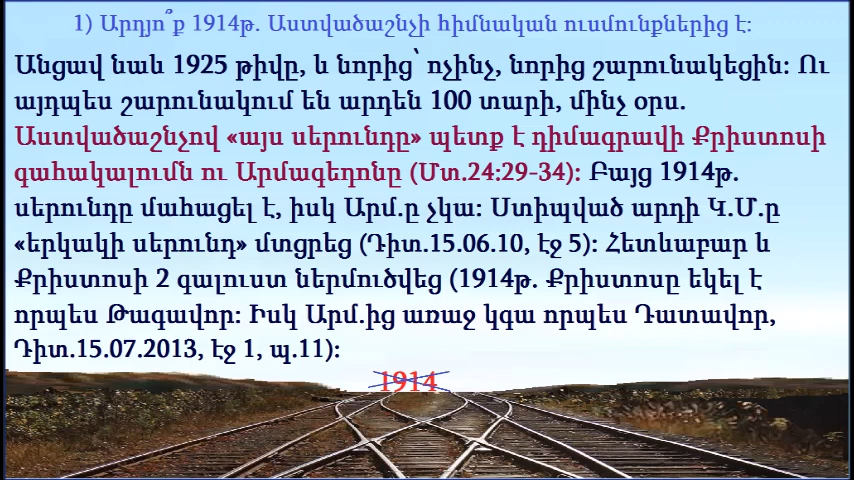 1) Արդյո՞ք 1914թ. Աստվածաշնչի հիմնական ուսմունքներից է:
Անցավ նաև 1925 թիվը, և նորից՝ ոչինչ, նորից շարունակեցին: Ու
այդպես շարունակում են արդեն 100 տարի, մինչ օրս.
Աստվածաշնչով «այս սերունդը» պետք է դիմագրավի Քրիստոսի
գահակալումն ու Արմագեդոնը (Մտ.24:29-34): Բայց 1914թ.
սերունդը մահացել է, իսկ Արմ.ը չկա: Ստիպված արդի Կ.Մ.ը
«երկակի սերունդ» մտցրեց (Դիտ.15.06.10, էջ 5): Հետևաբար և
Քրիստոսի 2 գալուստ ներմուծվեց (1914թ. Քրիստոսը եկել է
որպես Թագավոր: Իսկ Արմ.ից առաջ կգա որպես Դատավոր,
Դիտ.15.07.2013, էջ 1, պ.11):
1914